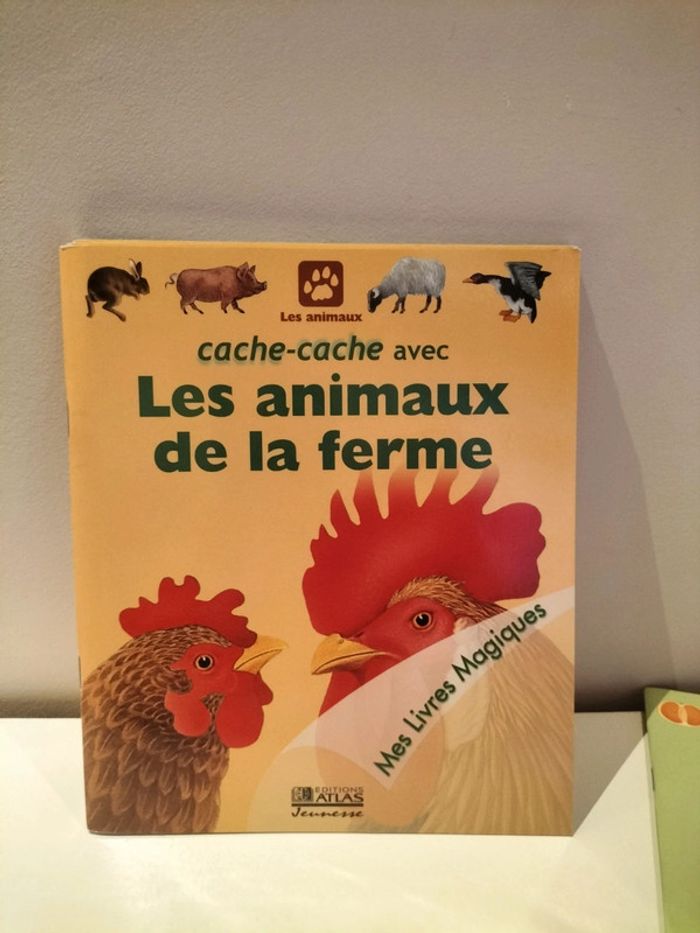 Les animaux
cache-cache avec
Les animaux
de la ferme
Mes Livres Magiques
EDITIONS
ATLAS
Jeunesse